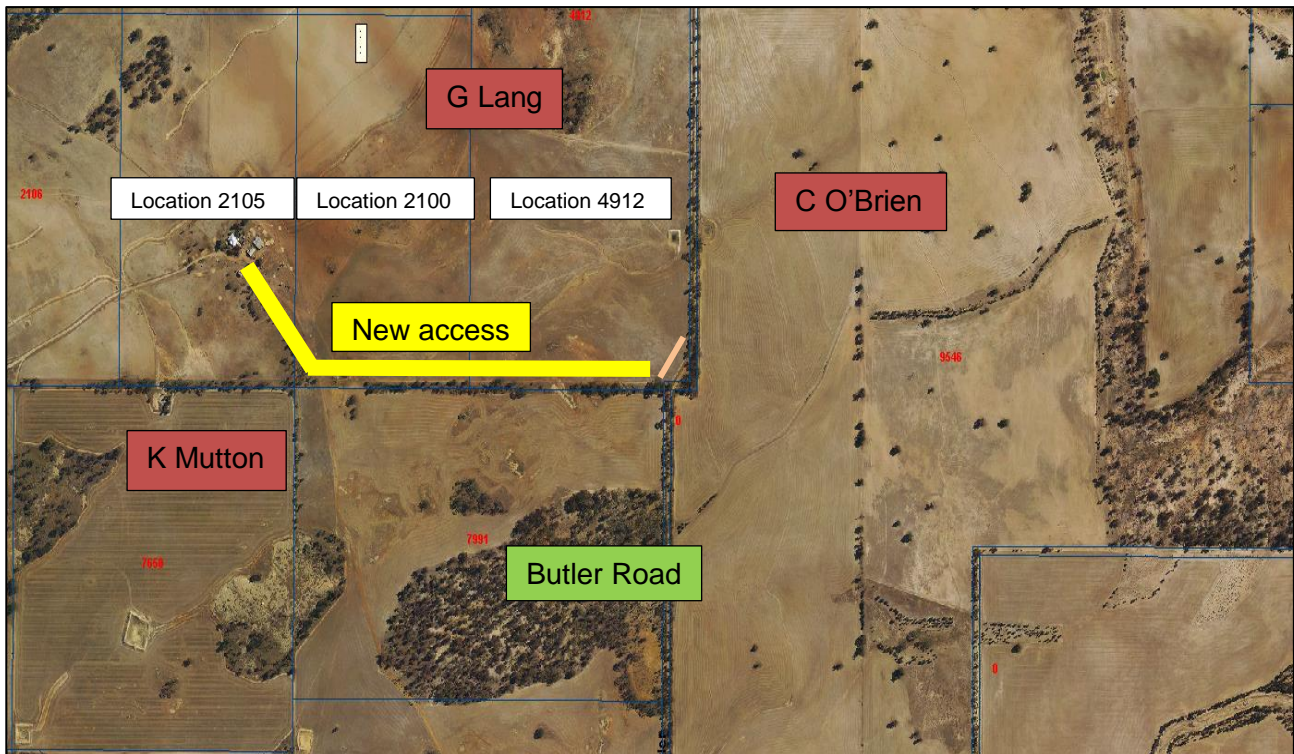 4912
G Lang
2106
Location 2105
Location 2100
Location 4912
C O'Brien
New access
9546
0
K Mutton
7991
Butler Road
7660
0